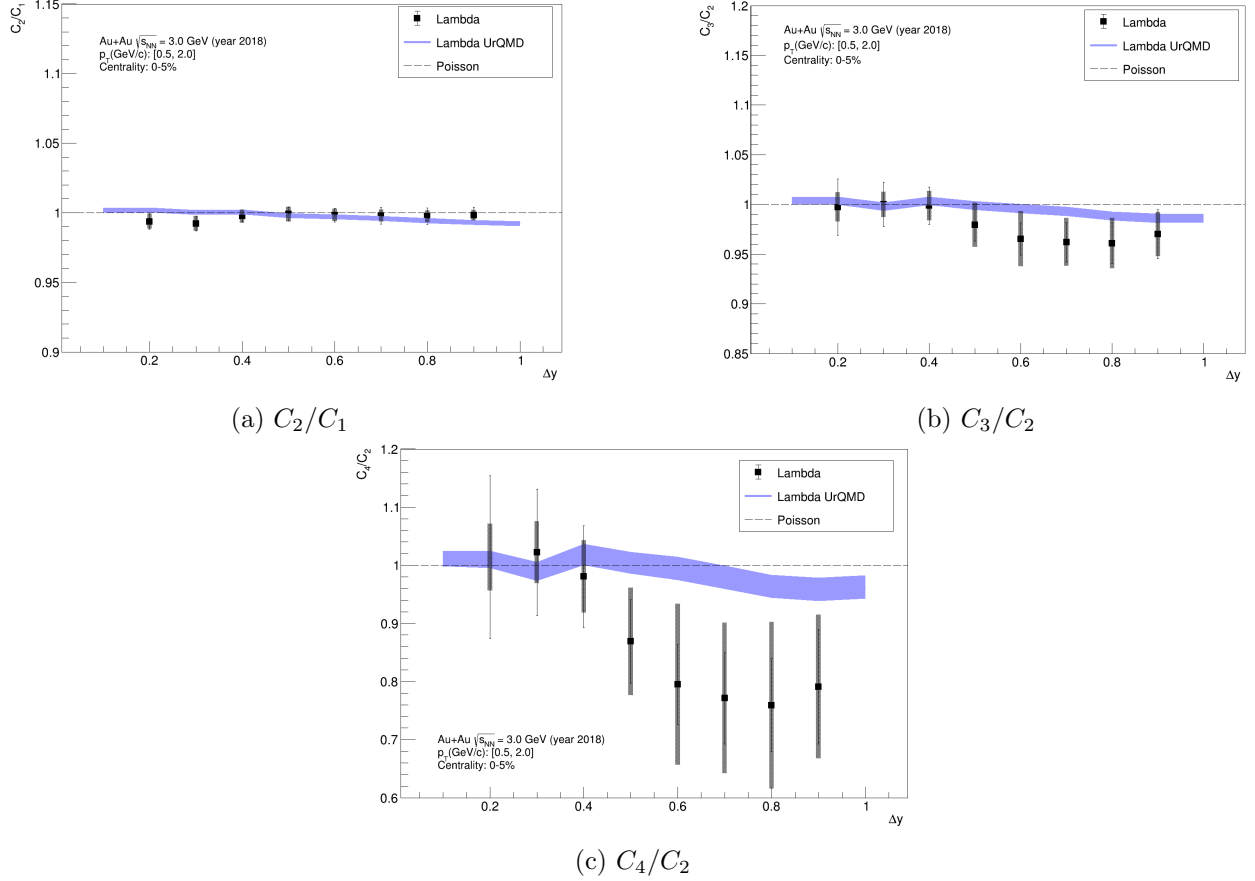 C2/C1
1.15
1.1
1.05
1
0.95
0.9
Au+Au √sNN = 3.0 GeV (year 2018)
pT(GeV/c): [0.5, 2.0]
Centrality: 0-5%
Lambda
Lambda UrQMD
Poisson
0.2 0.4 0.6 0.8 1
Δy
(a) C2/C1
C3/C2
1.2
1.1
1.05
1
0.95
0.9
0.85
Au+Au √sNN = 3.0 GeV (year 2018)
pT(GeV/c): [0.5, 2.0]
Centrality: 0-5%
Lambda
Lambda UrQMD
Poisson
0.2 0.4 0.6 0.8 1
Δy
(b) C3/C2
C4/C2
1.2
1.1
1
0.9
0.8
0.7
0.6
Lambda
Lambda UrQMD
Poisson
Au+Au √sNN = 3.0 GeV (year 2018)
pT(GeV/c): [0.5, 2.0]
Centrality: 0-5%
0.2 0.4 0.6 0.8 1
Δy
(c) C4/C2